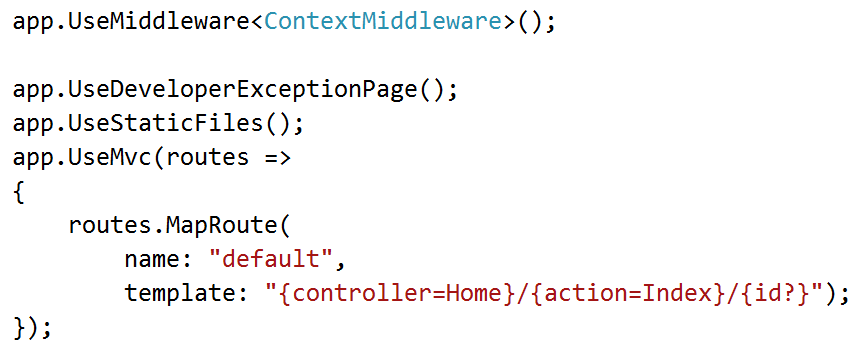 app.UseMiddleware<ContextMiddleware>();
app.UseDeveloperExceptionPage();
app.UseStaticFiles();
app.UseMvc(routes =>
{
    routes.MapRoute(
        name: "default",
        template: "{controller=Home}/{action=Index}/{id?}");
});